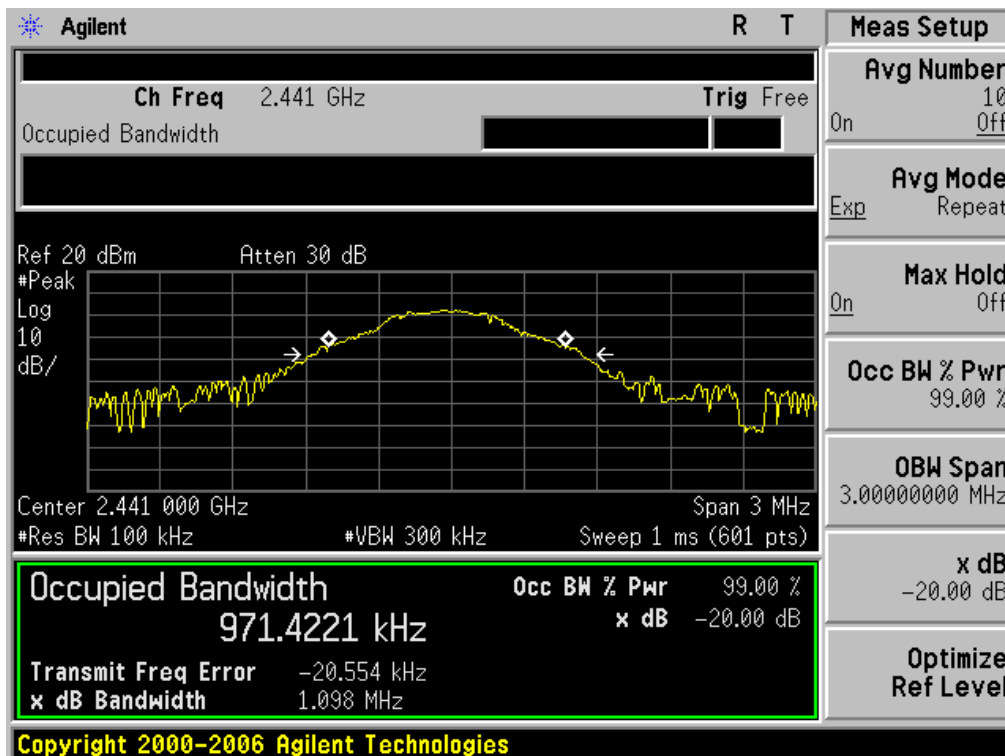 Agilent R T
Ch Freq 2.441 GHz Trig Free
Occupied Bandwidth
Ref 20 dBm Atten 30 dB
#Peak
Log
10
dB/
Center 2.441 000 GHz Span 3 MHz
#Res BW 100 kHz #VBW 300 kHz Sweep 1 ms (601 pts)
Occupied Bandwidth Occ BW % Pwr 99.00 %
971.4221 kHz x dB -20.00 dB
Transmit Freq Error -20.554 kHz
x dB Bandwidth 1.098 MHz
Copyright 2000-2006 Agilent Technologies
Meas Setup
Avg Number
10
On Off
Avg Mode
Exp Repeat
Max Hold
On Off
Occ BW % Pwr
99.00 %
OBW Span
3.00000000 MHz
x dB
-20.00 dB
Optimize
Ref Level